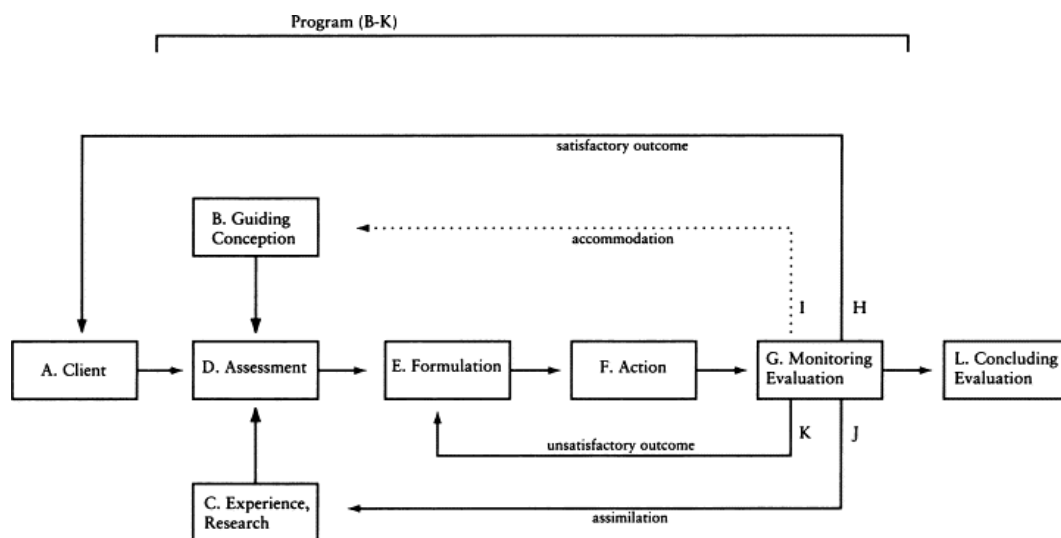 Program (B-K)
satisfactory outcome
B. Guiding
Conception
accommodation
I
H
A. Client
D. Assessment
E. Formulation
F. Action
G. Monitoring
Evaluation
L. Concluding
Evaluation
K
J
unsatisfactory outcome
C. Experience,
Research
assimilation